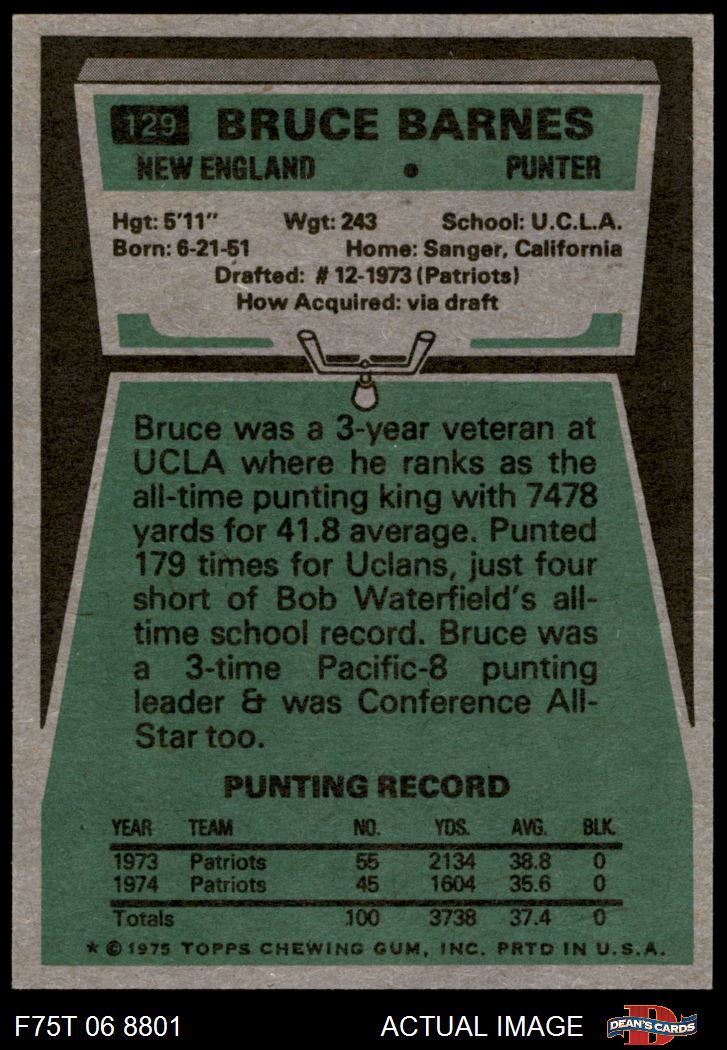 129 BRUCE BARNES
NEW ENGLAND • PUNTER
Hgt: 5'11" Wgt: 243 School: U.C.L.A.
Born: 6-21-51 Home: Sanger, California
Drafted: #12-1973 (Patriots)
How Acquired: via draft
Bruce was a 3-year veteran at
UCLA where he ranks as the
all-time punting king with 7478
yards for 41.8 average. Punted
179 times for Uclans, just four
short of Bob Waterfield's all-
time school record. Bruce was
a 3-time Pacific-8 punting
leader & was Conference All-
Star too.
PUNTING RECORD
YEAR TEAM NO. YDS. AVG. BLK.
1973 Patriots 55 2134 38.8 0
1974 Patriots 45 1604 35.6 0
Totals 100 3738 37.4 0
* © 1975 TOPPS CHEWING GUM, INC. PRTD IN U.S.A.
F75T 06 8801 ACTUAL IMAGE D DEAN'S CARDS